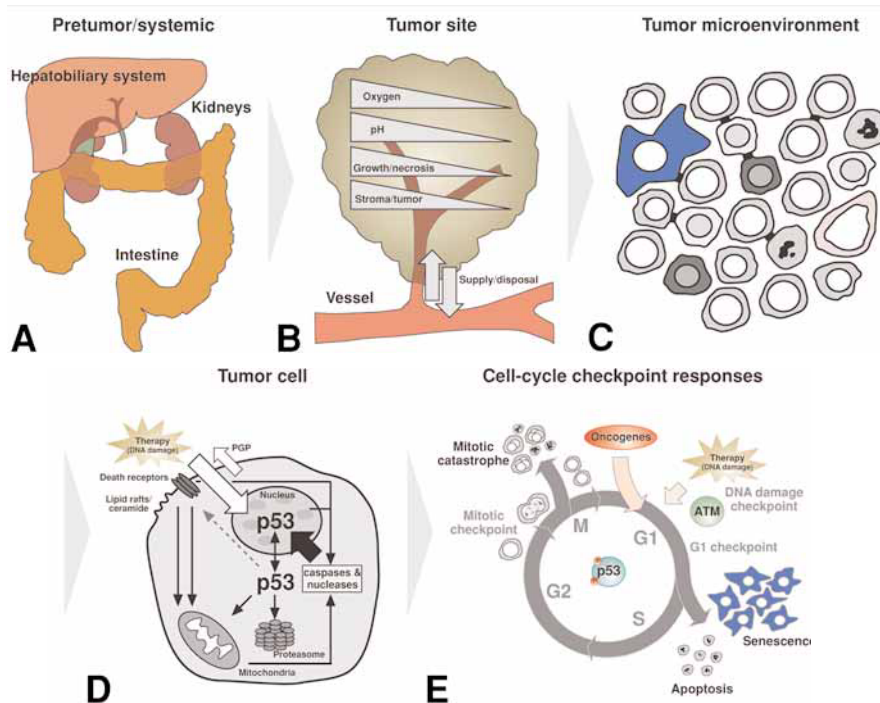 Pretumor/systemic
Hepatobiliary system
Kidneys
Intestine
A
Tumor site
Oxygen
pH
Growth/necrosis
Stroma/tumor
Supply/disposal
Vessel
B
Tumor microenvironment
C
Tumor cell
Therapy
(DNA damage)
PGP
Death receptors
Lipid rafts/
ceramide
Nucleus
p53
p53
caspases &
nucleases
Proteasome
Mitochondria
D
Cell-cycle checkpoint responses
Mitotic
catastrophe
Oncogenes
Therapy
(DNA damage)
Mitotic
checkpoint
DNA damage
checkpoint
ATM
M
G1
G1 checkpoint
p53
G2
S
Senescence
Apoptosis
E